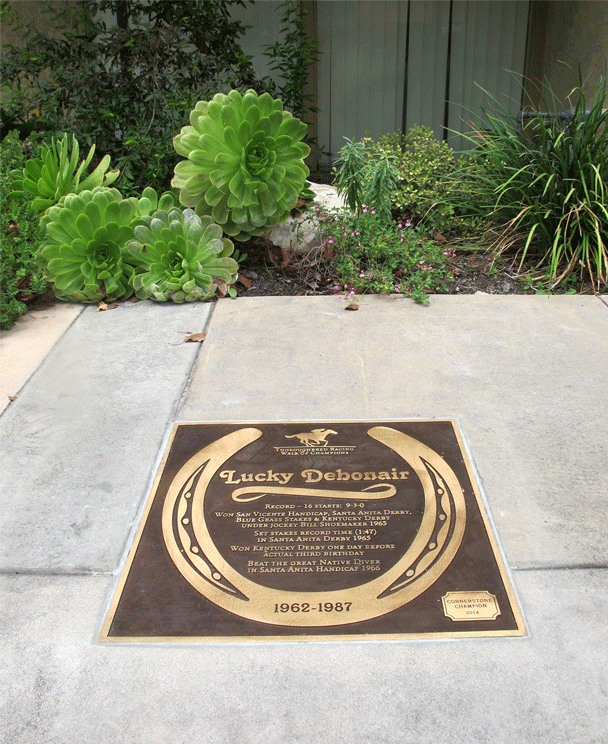 Thoroughbred Racing
Walk of Champions
Lucky Debonair
Record – 16 starts: 9-3-0
Won San Vicente Handicap, Santa Anita Derby,
Blue Grass Stakes & Kentucky Derby
under jockey Bill Shoemaker 1965
Set stakes record time (1:47)
in Santa Anita Derby 1965
Won Kentucky Derby one day before
actual third birthday
Beat the great Native Diver
in Santa Anita Handicap 1966
1962-1987
CORNERSTONE
CHAMPION
2014